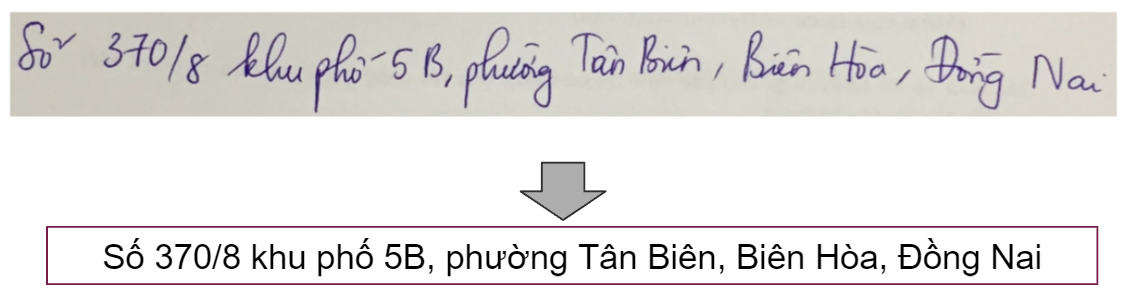 Số 370/8 khu phố 5B, phường Tân Biên, Biên Hòa, Đồng Nai
Số 370/8 khu phố 5B, phường Tân Biên, Biên Hòa, Đồng Nai